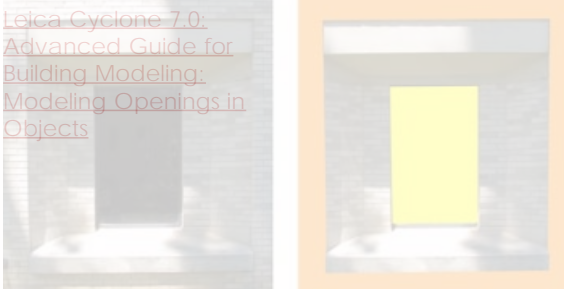 Leica Cyclone 7.0:
Advanced Guide for
Building Modeling:
Modeling Openings in
Objects